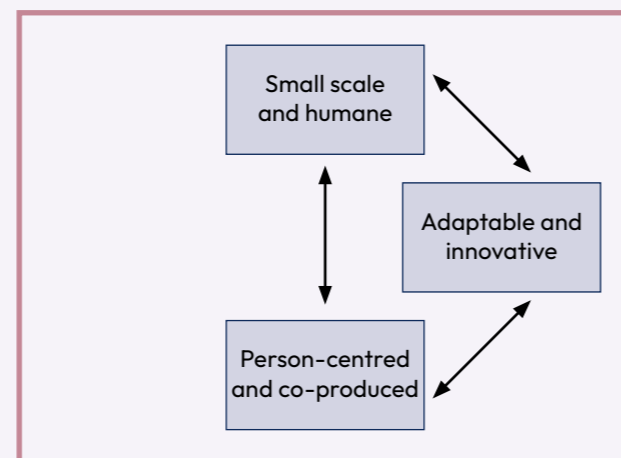 Small scale
and humane
Adaptable and
innovative
Person-centred
and co-produced